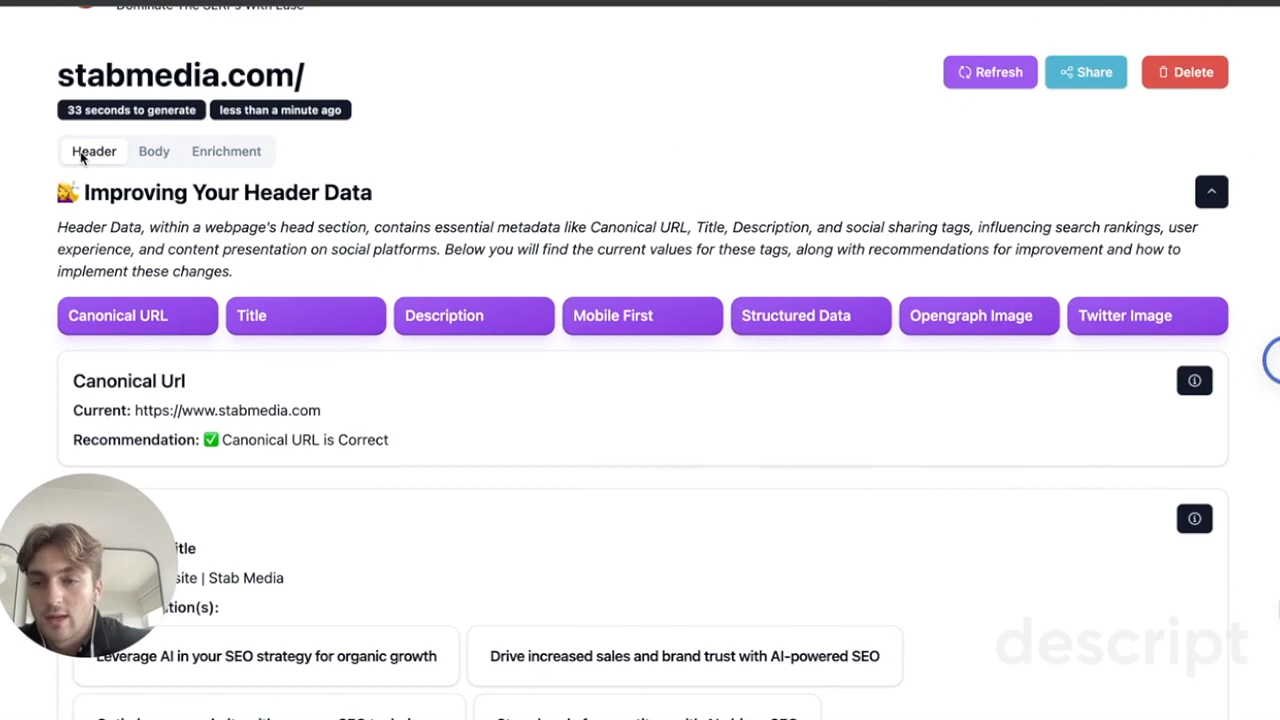 Dominate The SERPs With Ease
stabmedia.com/
Refresh
Share
Delete
33 seconds to generate
less than a minute ago
Header
Body
Enrichment
Improving Your Header Data
Header Data, within a webpage's head section, contains essential metadata like Canonical URL, Title, Description, and social sharing tags, influencing search rankings, user
experience, and content presentation on social platforms. Below you will find the current values for these tags, along with recommendations for improvement and how to
implement these changes.
Canonical URL
Title
Description
Mobile First
Structured Data
Opengraph Image
Twitter Image
Canonical Url
Current: https://www.stabmedia.com
Recommendation: ✅ Canonical URL is Correct
| Stab Media
Leverage AI in your SEO strategy for organic growth
Drive increased sales and brand trust with AI-powered SEO
descript